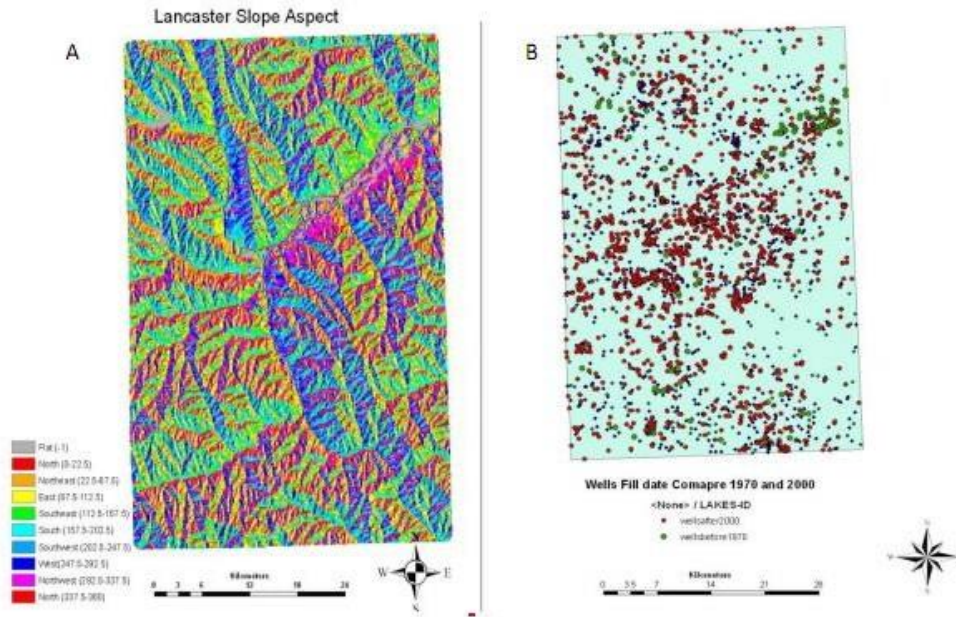 Lancaster Slope Aspect
A
Flat (-1)
North (0-22.5)
Northeast (22.5-67.5)
East (67.5-112.5)
Southeast (112.5-157.5)
South (157.5-202.5)
Southwest (202.5-247.5)
West(247.5-292.5)
Northwest (292.5-337.5)
North (337.5-360)
Kilometers
0 3 6 12 18 24
W E
B
Wells Fill date Comapre 1970 and 2000
<None> / LAKES-ID
wellsafter2000
wellsbefore1970
Kilometers
0 3.5 7 14 21 28